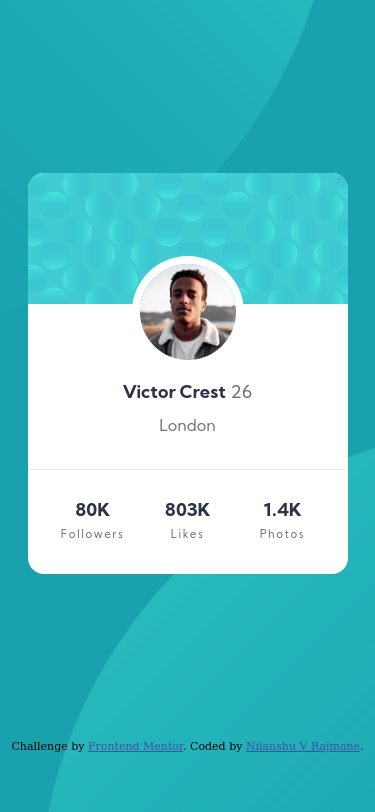 Victor Crest 26
London
80K 803K 1.4K
Followers Likes Photos
Challenge by Frontend Mentor. Coded by Nilanshu V Rajmane.